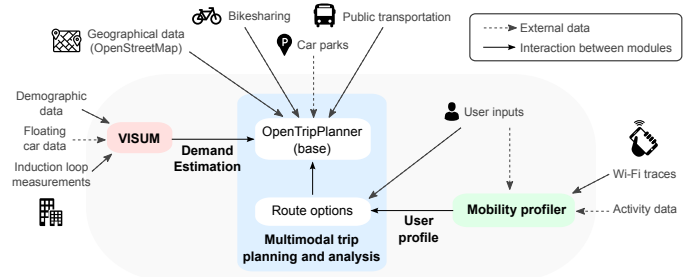 Bikesharing
Public transportation
Geographical data
(OpenStreetMap)
P
Car parks
External data
Interaction between modules
Demographic
data
Floating
car data
Induction loop
measurements
VISUM
Demand
Estimation
OpenTripPlanner
(base)
User inputs
Route options
Multimodal trip
planning and analysis
User
profile
Mobility profiler
Wi-Fi traces
Activity data